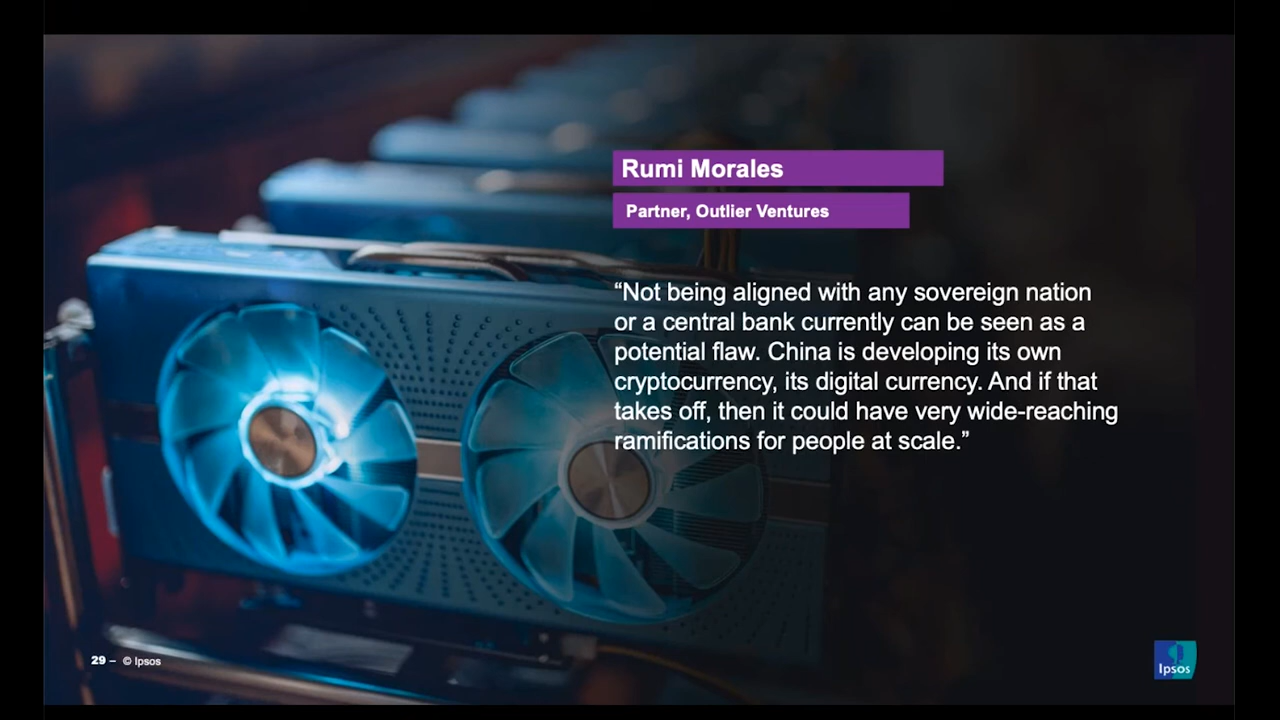 Rumi Morales
Partner, Outlier Ventures
“Not being aligned with any sovereign nation
or a central bank currently can be seen as a
potential flaw. China is developing its own
cryptocurrency, its digital currency. And if that
takes off, then it could have very wide-reaching
ramifications for people at scale.”
29 – © Ipsos
Ipsos